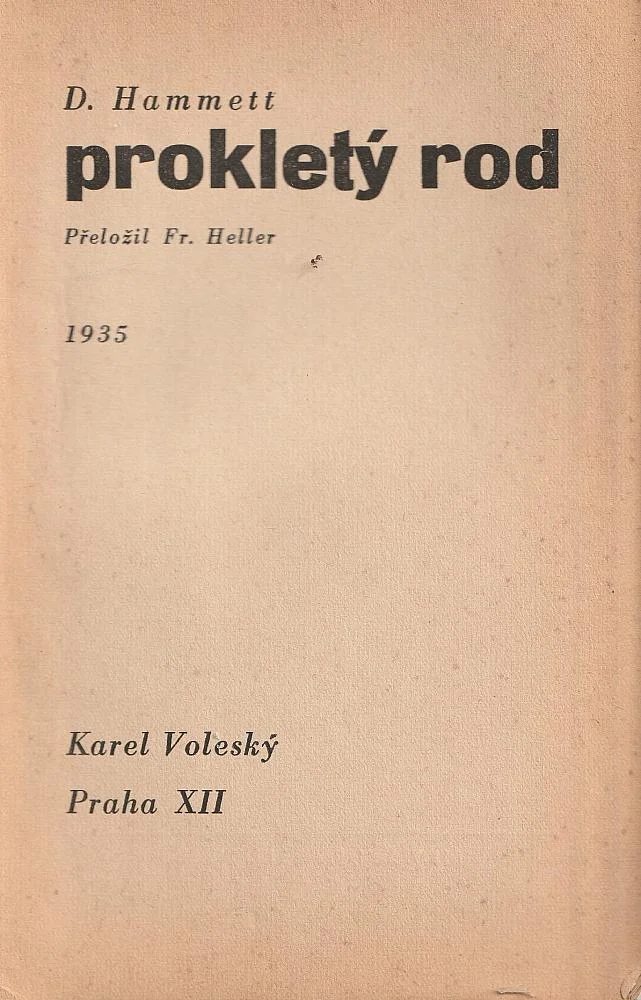 D. Hammett
prokletý rod
Přeložil Fr. Heller
1935
Karel Voleský
Praha XII